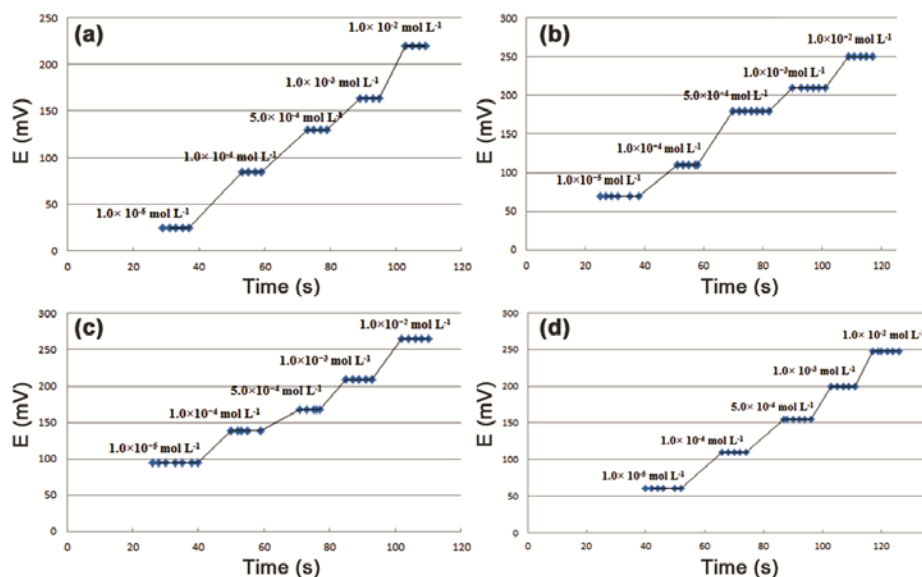 (a)
250
200
150
100
50
0
E (mV)
1.0× 10⁻⁵ mol L⁻¹
1.0× 10⁻⁴ mol L⁻¹
5.0× 10⁻⁴ mol L⁻¹
1.0× 10⁻³ mol L⁻¹
1.0× 10⁻² mol L⁻¹
0 20 40 60 80 100 120
Time (s)
(b)
300
250
200
150
100
50
0
E (mV)
1.0×10⁻⁵ mol L⁻¹
1.0×10⁻⁴ mol L⁻¹
5.0×10⁻⁴ mol L⁻¹
1.0×10⁻³mol L⁻¹
1.0×10⁻² mol L⁻¹
0 20 40 60 80 100 120
Time (s)
(c)
300
250
200
150
100
50
0
E (mV)
1.0×10⁻⁵ mol L⁻¹
1.0×10⁻⁴ mol L⁻¹
5.0×10⁻⁴ mol L⁻¹
1.0×10⁻³ mol L⁻¹
1.0×10⁻² mol L⁻¹
0 20 40 60 80 100 120
Time (s)
(d)
300
250
200
150
100
50
0
E (mV)
1.0×10⁻⁵ mol L⁻¹
1.0×10⁻⁴ mol L⁻¹
5.0×10⁻⁴ mol L⁻¹
1.0×10⁻³ mol L⁻¹
1.0×10⁻² mol L⁻¹
0 20 40 60 80 100 120
Time (s)